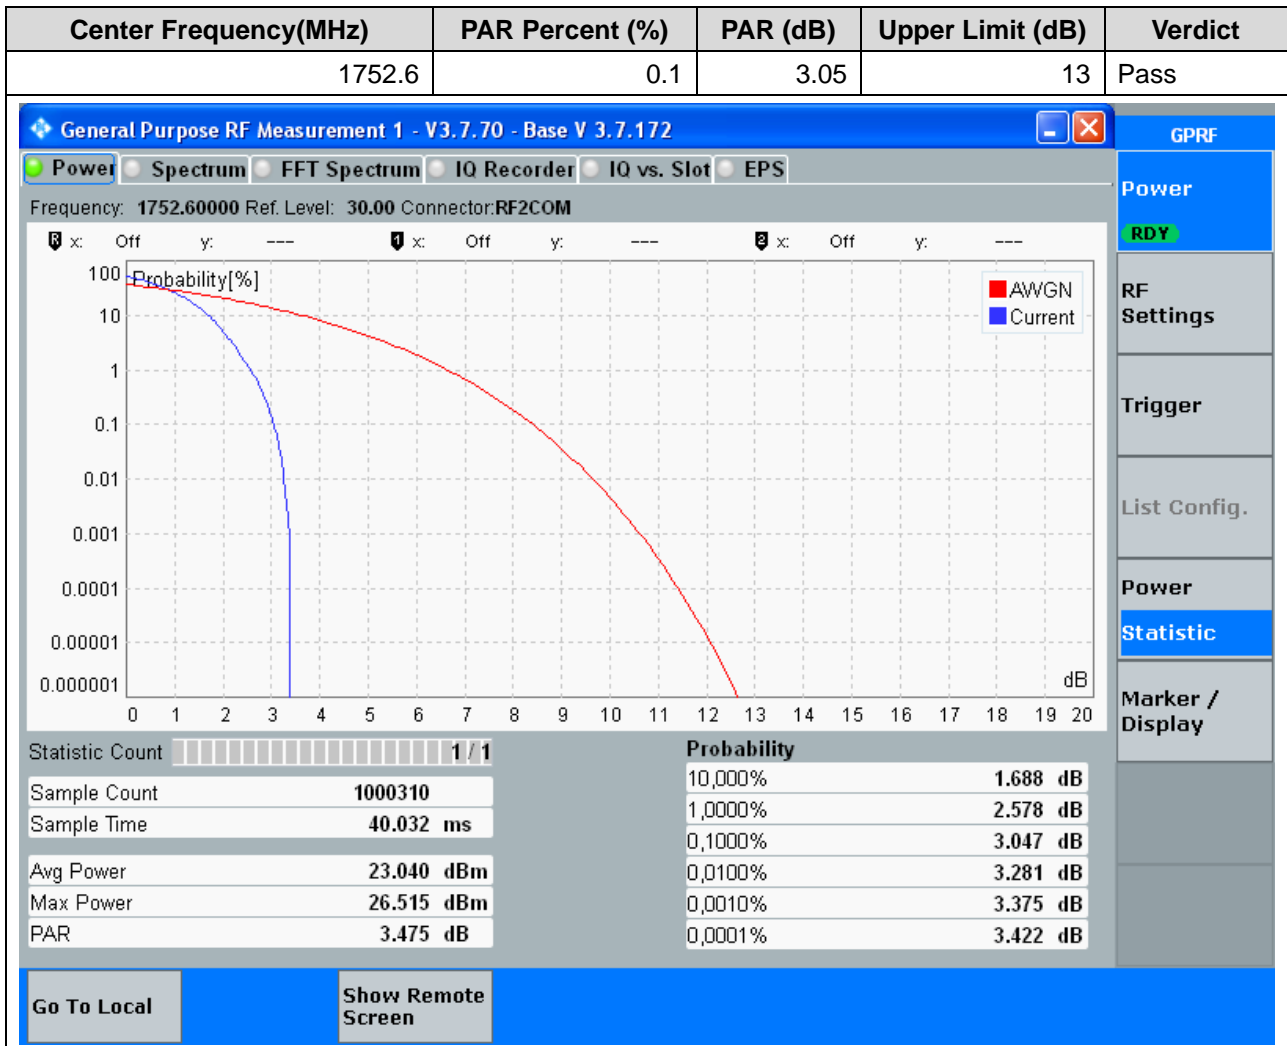 Center Frequency(MHz) PAR Percent (%) PAR (dB) Upper Limit (dB) Verdict
1752.6 0.1 3.05 13 Pass
General Purpose RF Measurement 1 - V3.7.70 - Base V 3.7.172
GPRF
Power Spectrum FFT Spectrum IQ Recorder IQ vs. Slot EPS
Frequency: 1752.60000 Ref. Level: 30.00 Connector:RF2COM
R x: Off y: --- 1 x: Off y: --- 2 x: Off y: ---
Probability[%]
AWGN
Current
100
10
1
0.1
0.01
0.001
0.0001
0.00001
0.000001
dB
0 1 2 3 4 5 6 7 8 9 10 11 12 13 14 15 16 17 18 19 20
Statistic Count 1 / 1
Sample Count 1000310
Sample Time 40.032 ms
Avg Power 23.040 dBm
Max Power 26.515 dBm
PAR 3.475 dB
Probability
10,000% 1.688 dB
1,0000% 2.578 dB
0,1000% 3.047 dB
0,0100% 3.281 dB
0,0010% 3.375 dB
0,0001% 3.422 dB
Power
RDY
RF
Settings
Trigger
List Config.
Power
Statistic
Marker /
Display
Go To Local
Show Remote
Screen